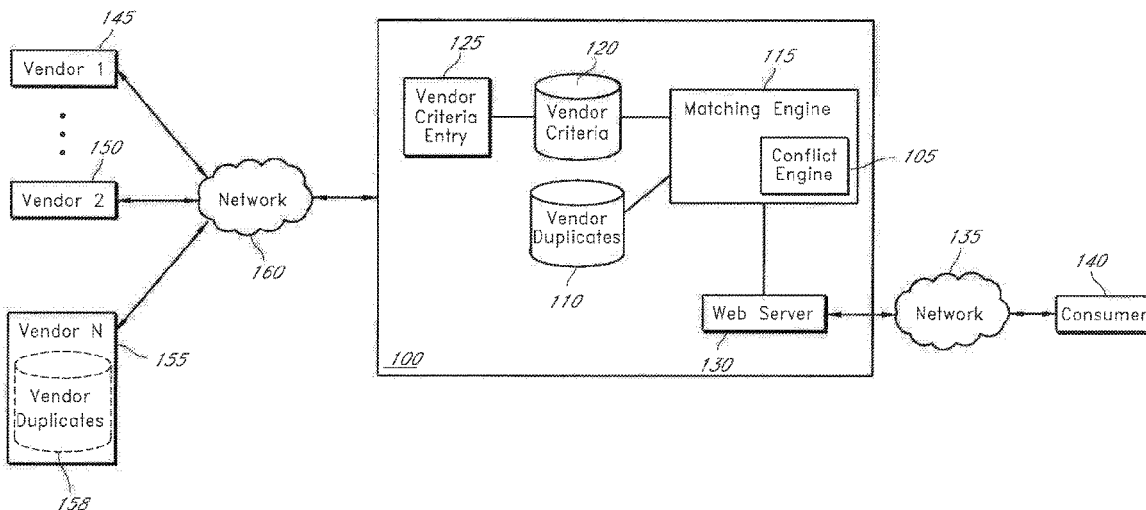 145
Vendor 1
150
Vendor 2
Vendor N
155
Vendor
Duplicates
158
Network
160
125
Vendor
Criteria
Entry
120
Vendor
Criteria
Vendor
Duplicates
110
115
Matching Engine
Conflict
Engine
105
Web Server
130
100
135
Network
140
Consumer